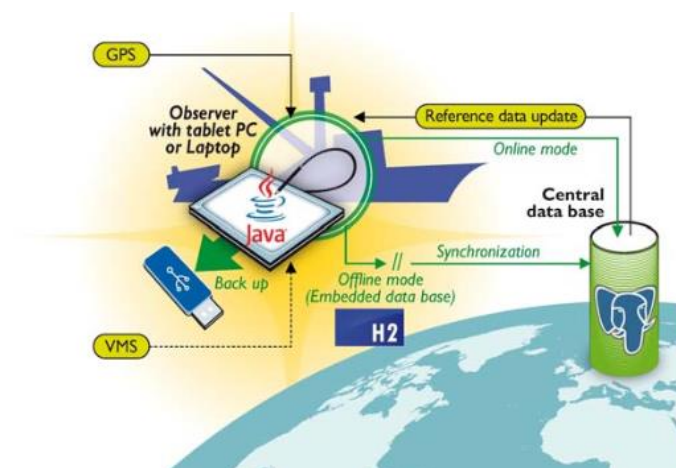 GPS
Observer
with tablet PC
or Laptop
Reference data update
Online mode
Central
data base
Java
Back up
Synchronization
//
Offline mode
(Embedded data base)
H2
VMS